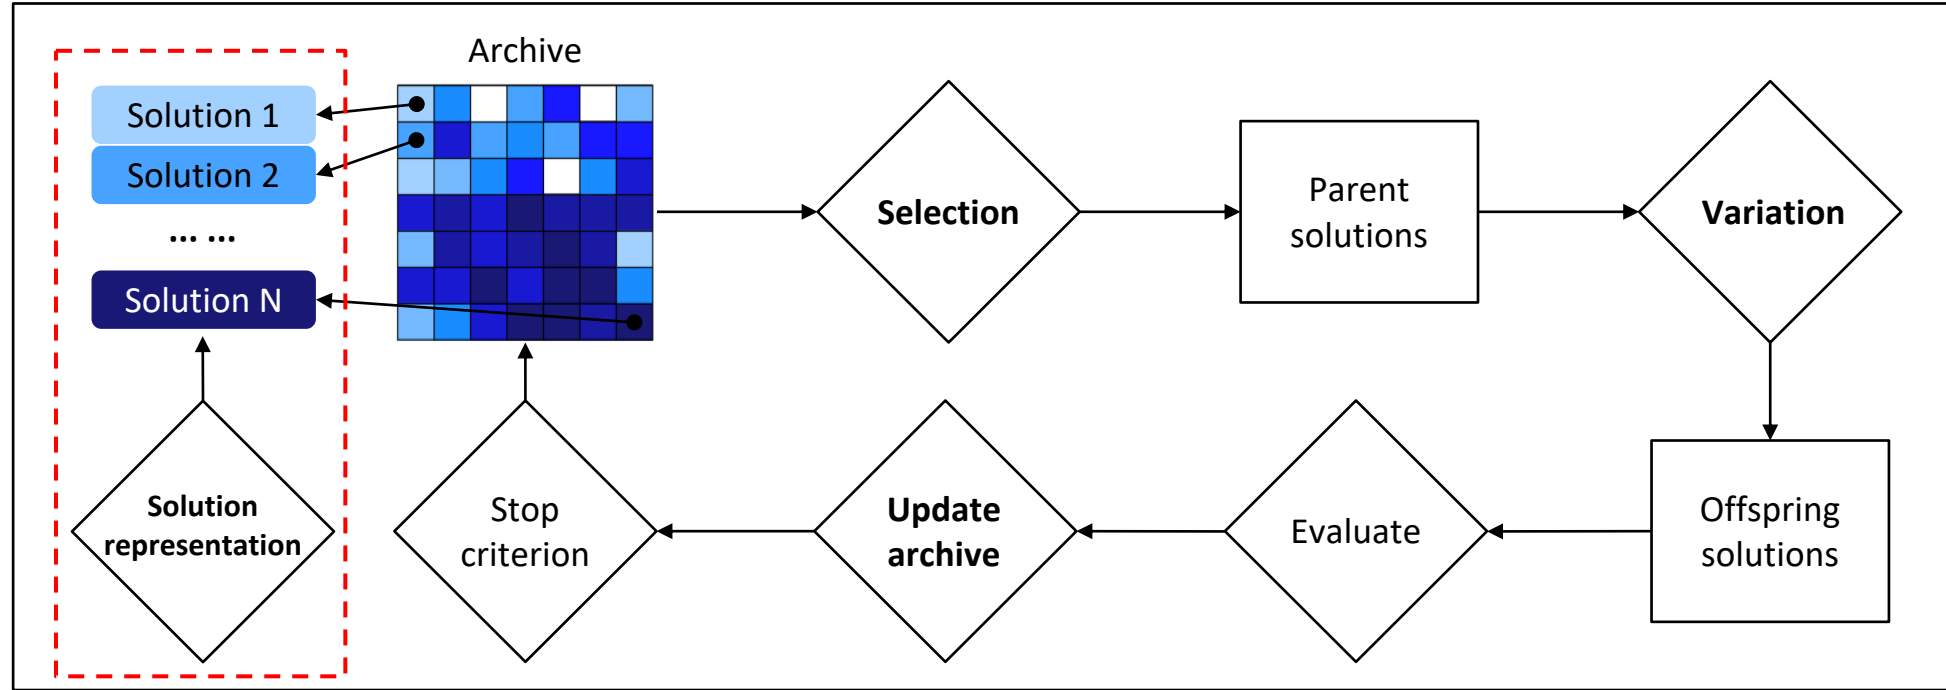 Archive
Solution 1
Solution 2
... ...
Solution N
Solution
representation
Selection
Parent
solutions
Variation
Offspring
solutions
Evaluate
Update
archive
Stop
criterion